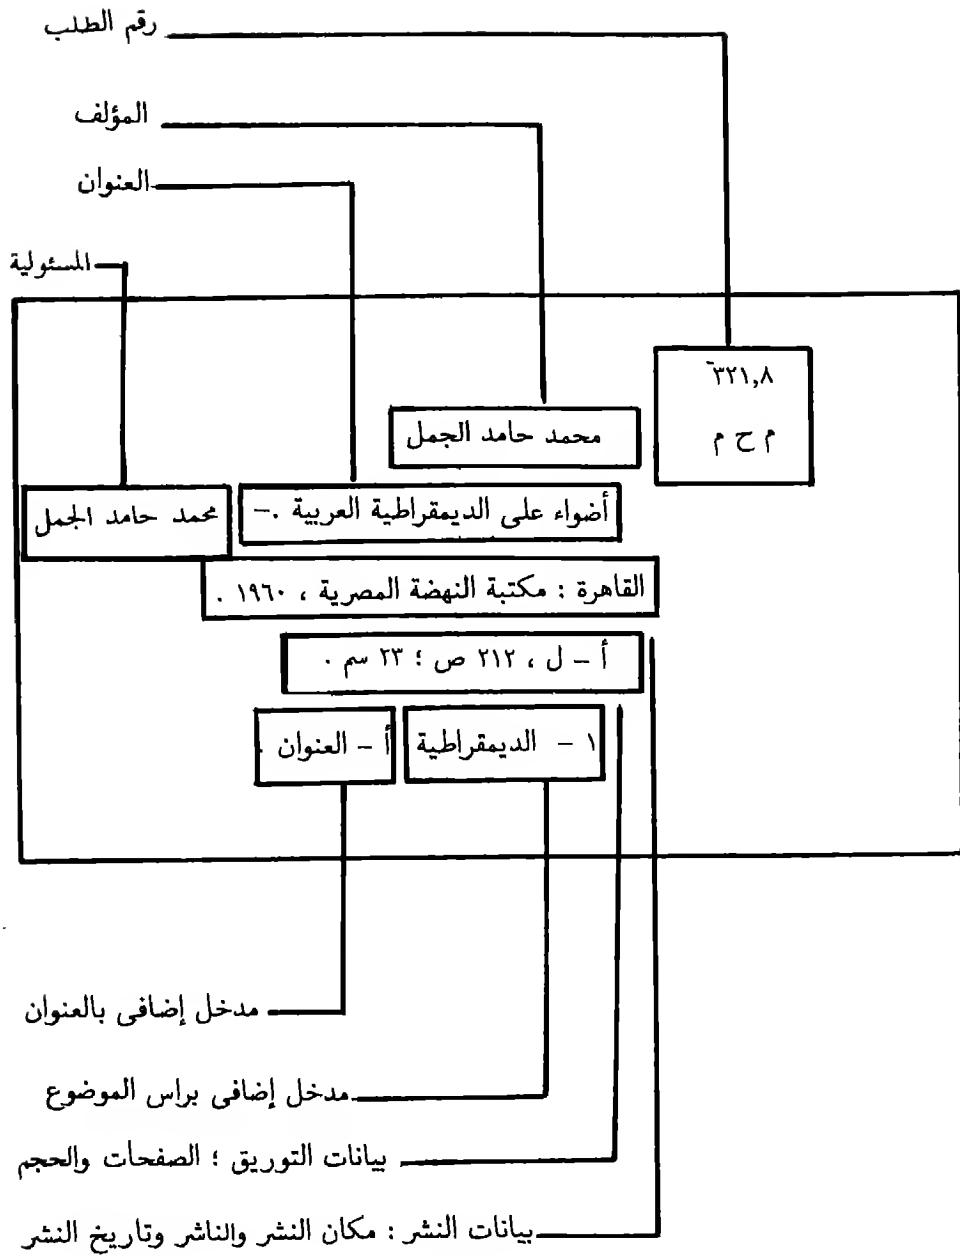 رقم الطلب
المؤلف
العنوان
المسئولية
٣٢١,٨
م ح م
محمد حامد الجمل
أضواء على الديمقراطية العربية .–
محمد حامد الجمل
القاهرة : مكتبة النهضة المصرية ، ١٩٦٠ .
أ – ل ، ٢١٢ ص ؛ ٢٣ سم .
١ – الديمقراطية
أ – العنوان .
مدخل إضافى بالعنوان
مدخل إضافى براس الموضوع
بيانات التوريق ؛ الصفحات والحجم
بيانات النشر : مكان النشر والناشر وتاريخ النشر